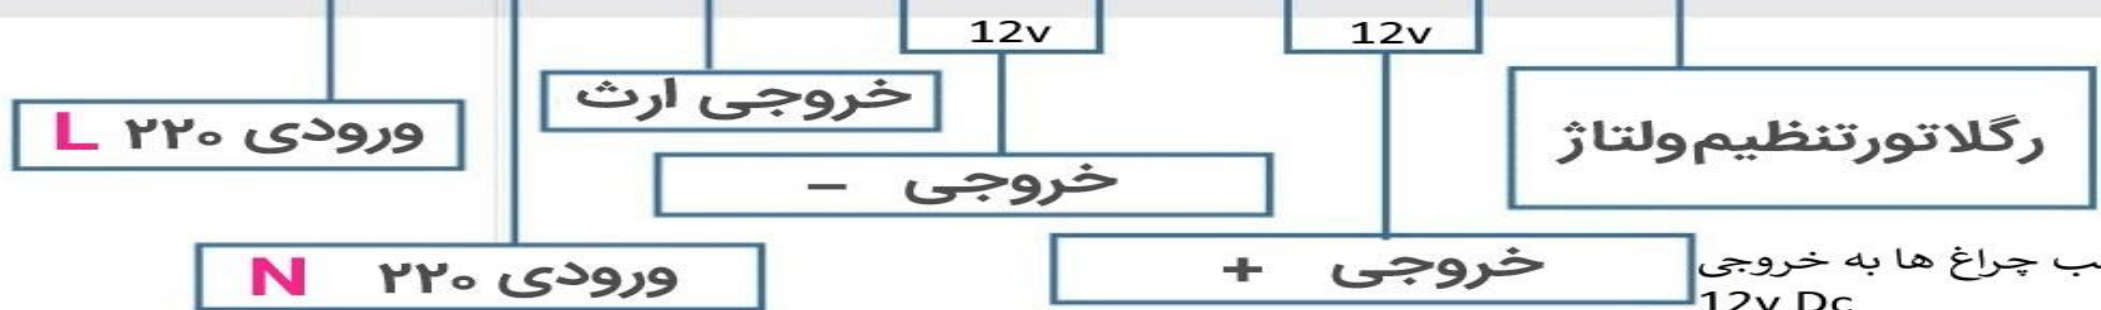 12v
12v
خروجی ارث
ورودی ۲۲۰ L
رگلاتورتنظیم‌ولتاژ
خروجی -
ورودی ۲۲۰ N
خروجی +
چراغ ها به خروجی
12v Dc